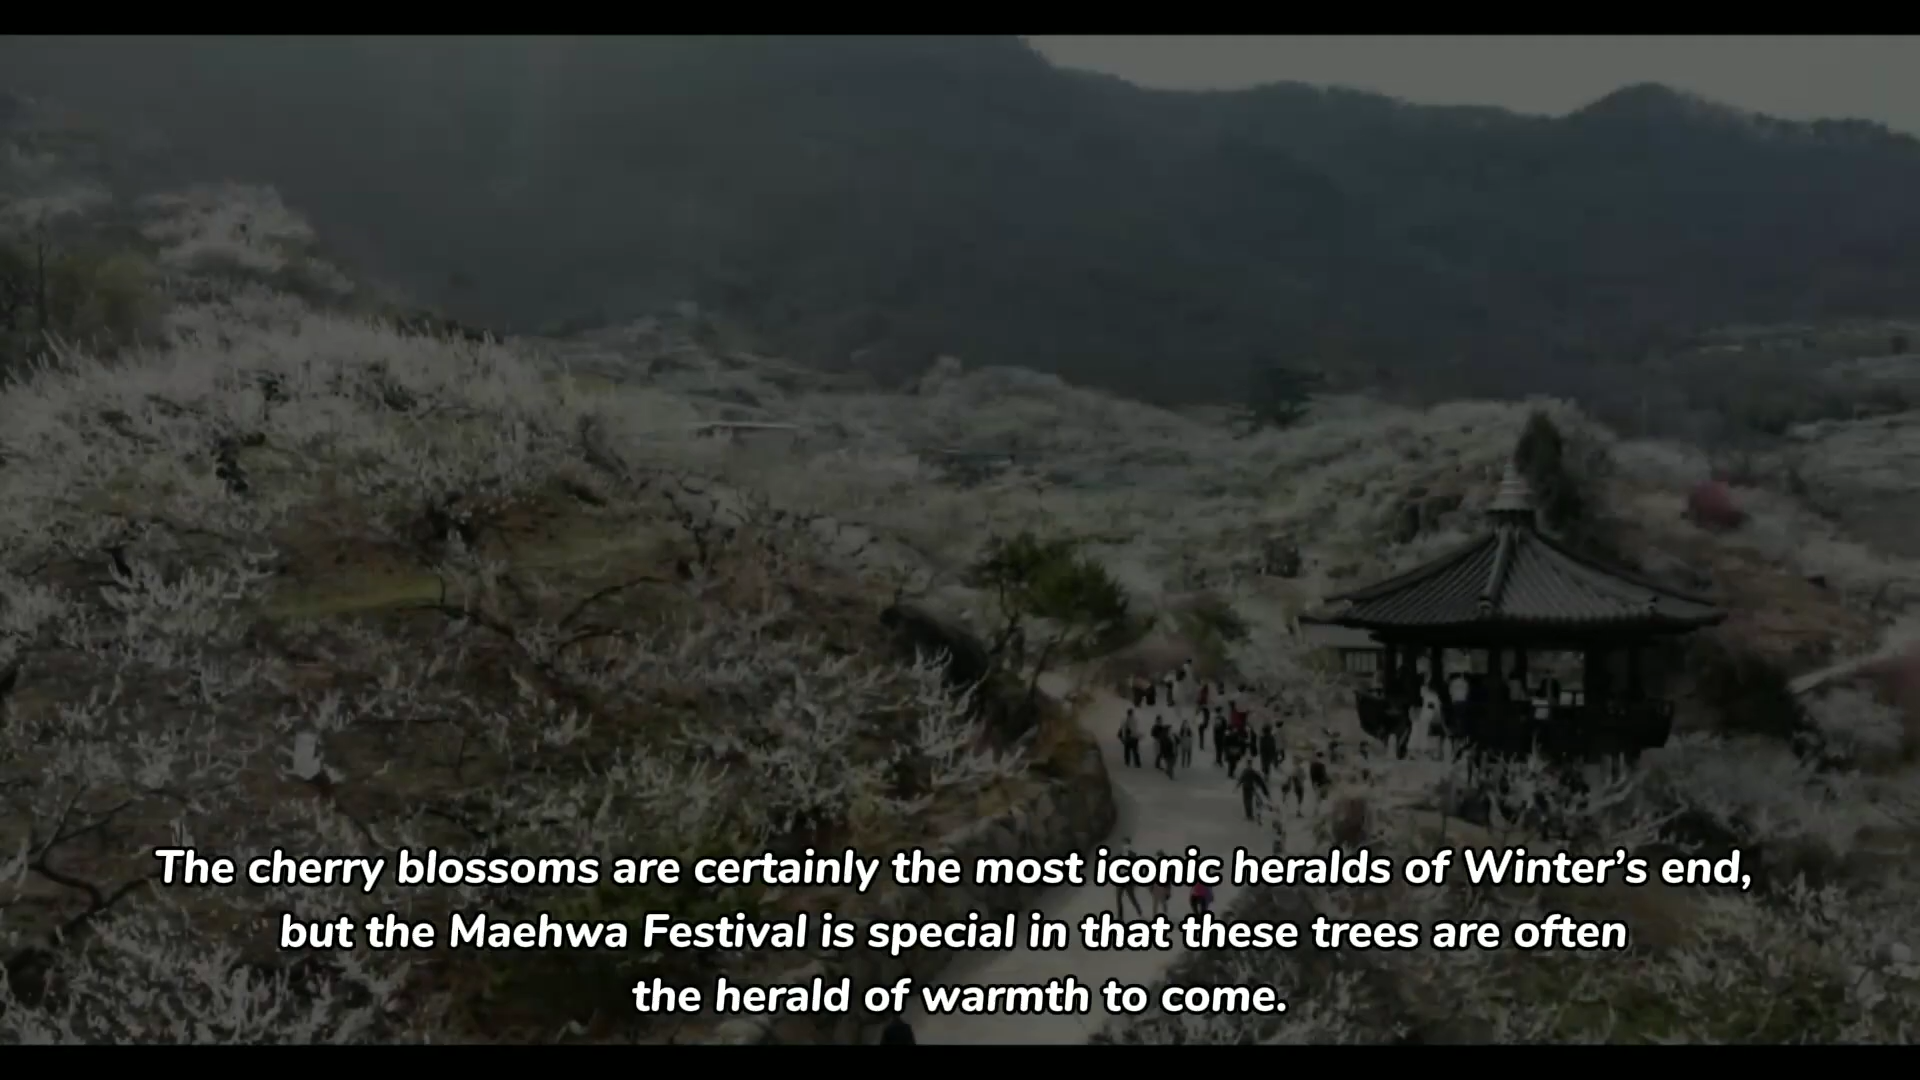 The cherry blossoms are certainly the most iconic heralds of Winter’s end,
but the Maehwa Festival is special in that these trees are often
the herald of warmth to come.